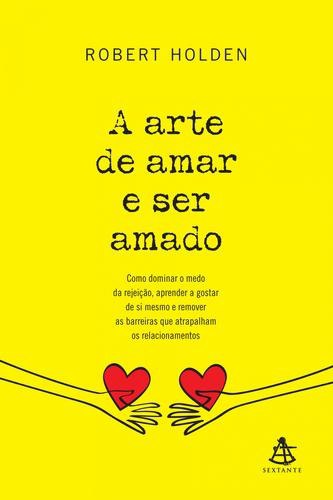 ROBERT HOLDEN
A arte
de amar
e ser
amado
Como dominar o medo
da rejeição, aprender a gostar
de si mesmo e remover
as barreiras que atrapalham
os relacionamentos
SEXTANTE